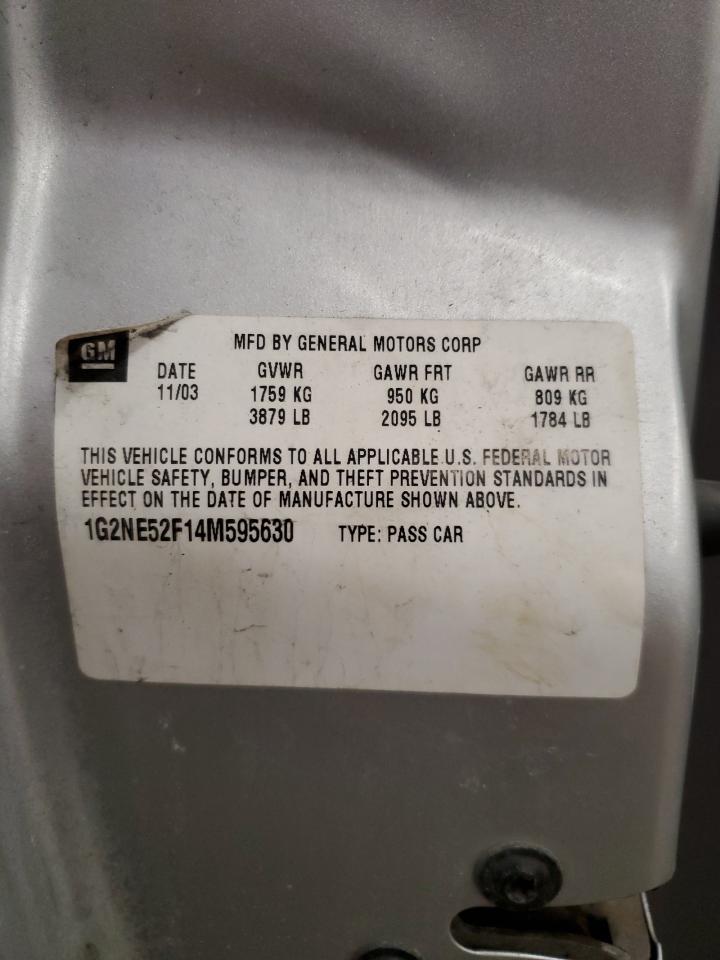 GM
MFD BY GENERAL MOTORS CORP
DATE GVWR GAWR FRT GAWR RR
11/03 1759 KG 950 KG 809 KG
3879 LB 2095 LB 1784 LB
THIS VEHICLE CONFORMS TO ALL APPLICABLE U.S. FEDERAL MOTOR
VEHICLE SAFETY, BUMPER, AND THEFT PREVENTION STANDARDS IN
EFFECT ON THE DATE OF MANUFACTURE SHOWN ABOVE.
1G2NE52F14M595630 TYPE: PASS CAR